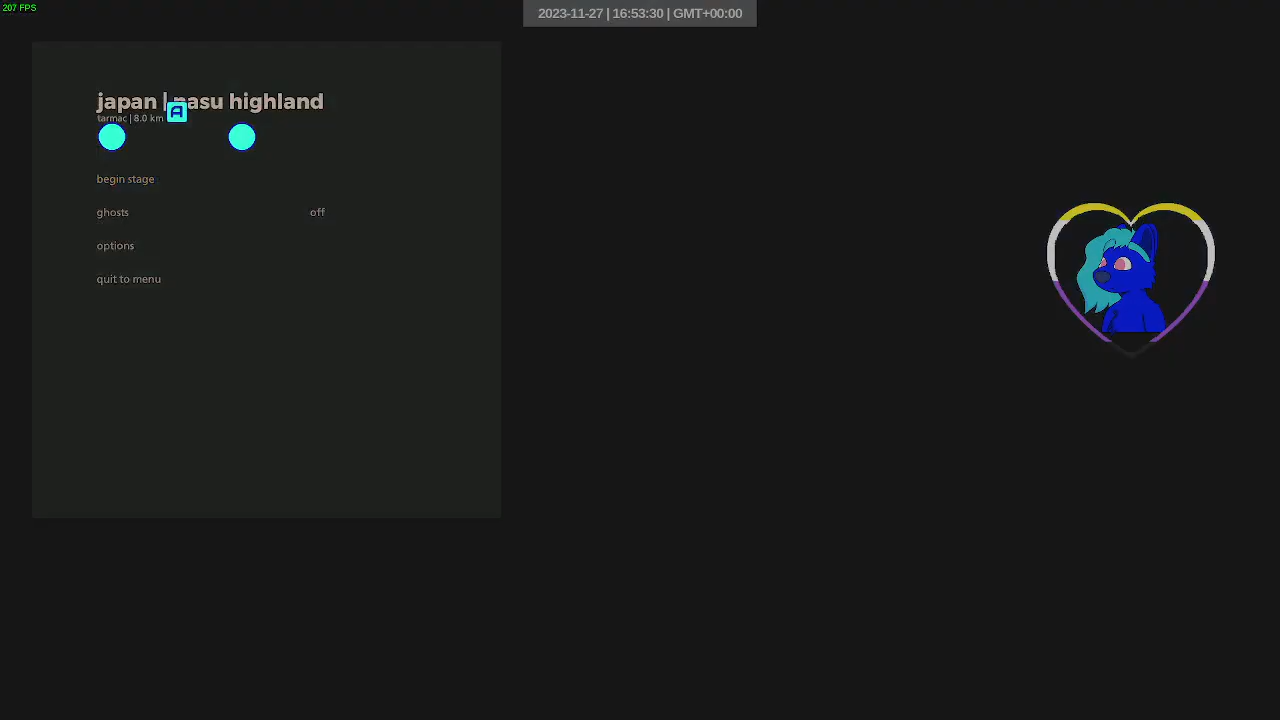 207 FPS
2023-11-27 | 16:53:30 | GMT+00:00
japan | nasu highland
tarmac | 8.0 km
A
begin stage
ghosts off
options
quit to menu